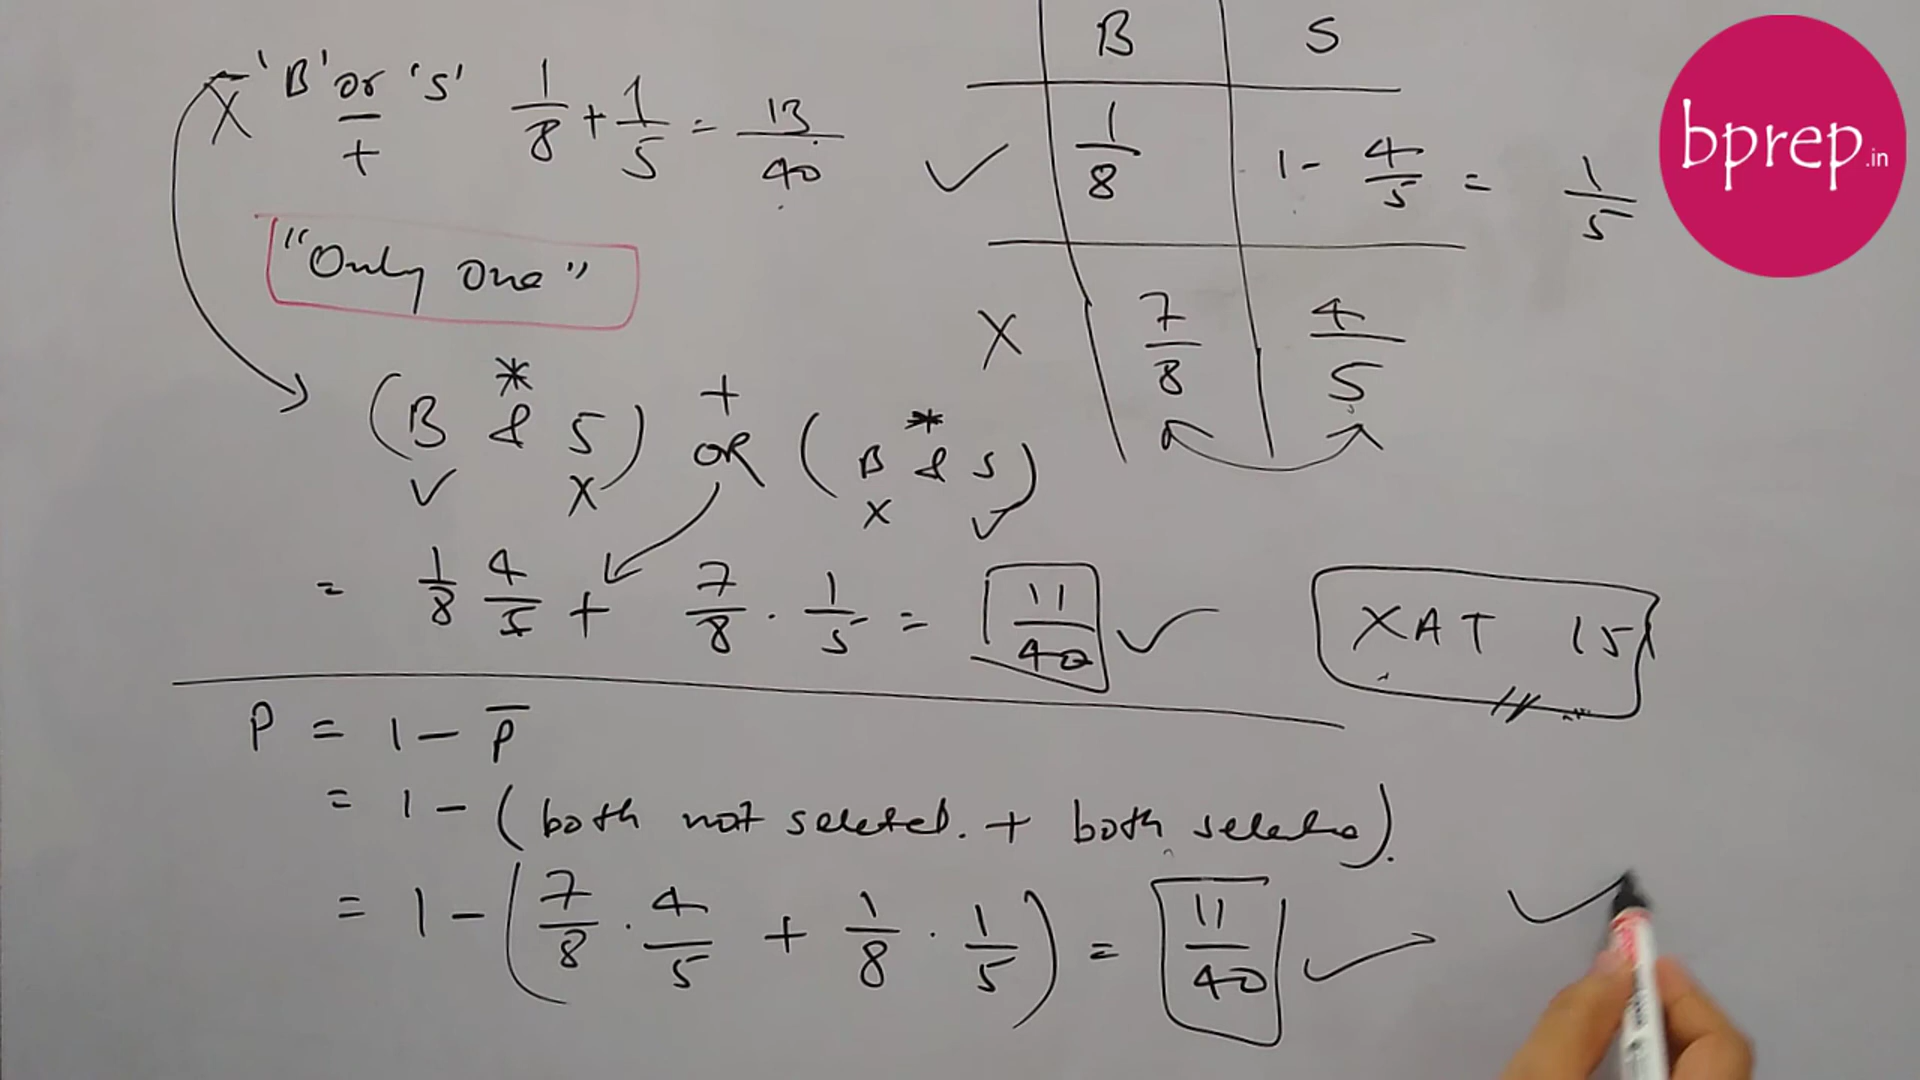 'B' or 'S' 1/8 + 1/5 = 13/40
+
"Only one"
B S
✓ 1/8 1 - 4/5 = 1/5
X 7/8 4/5
* + *
(B & S) OR (B & S)
✓ X X ✓
= 1/8 4/5 + 7/8 · 1/5 = 11/40 ✓
XAT 15
P = 1 - P̅
= 1 - (both not seleted. + both selected).
= 1 - (7/8 · 4/5 + 1/8 · 1/5) = 11/40 ✓
bprep.in